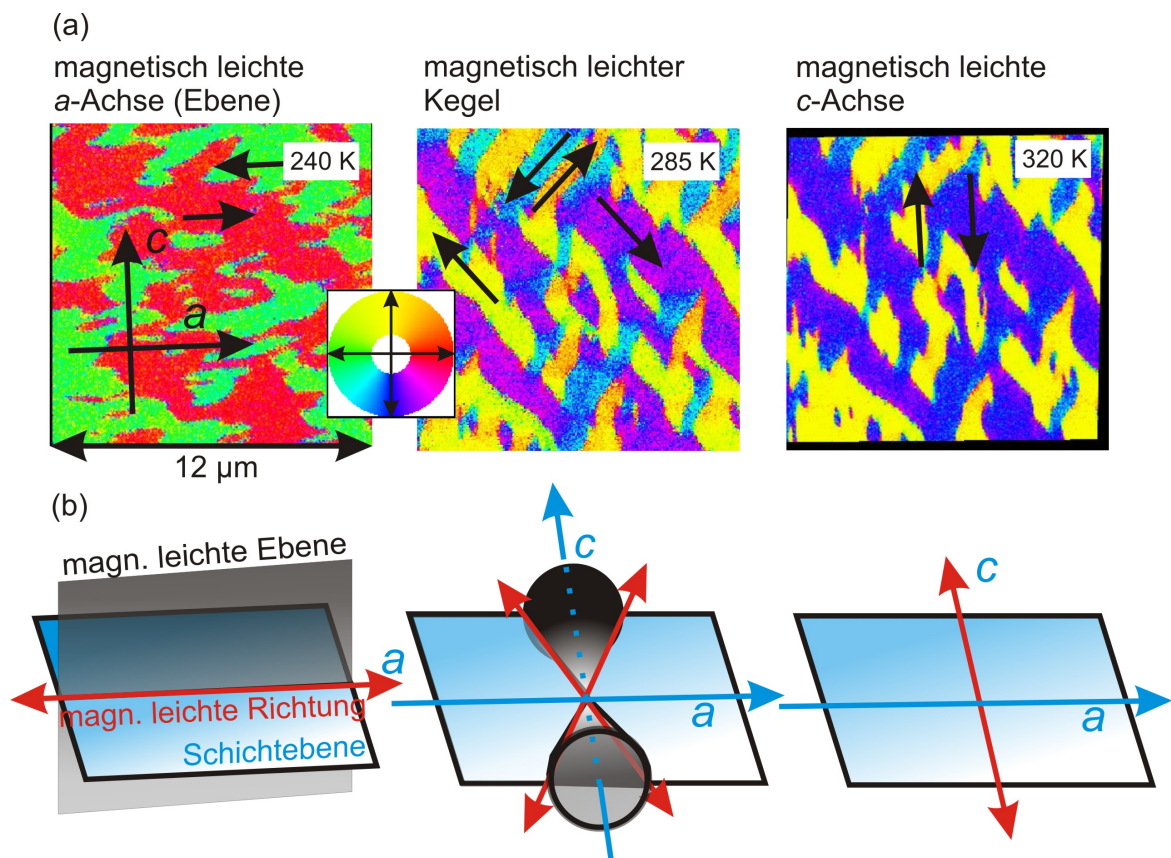 (a)
magnetisch leichte
a-Achse (Ebene)
magnetisch leichter
Kegel
magnetisch leichte
c-Achse
240 K
285 K
320 K
c
a
12 µm
(b)
magn. leichte Ebene
a
magn. leichte Richtung
Schichtebene
c
a
c
a